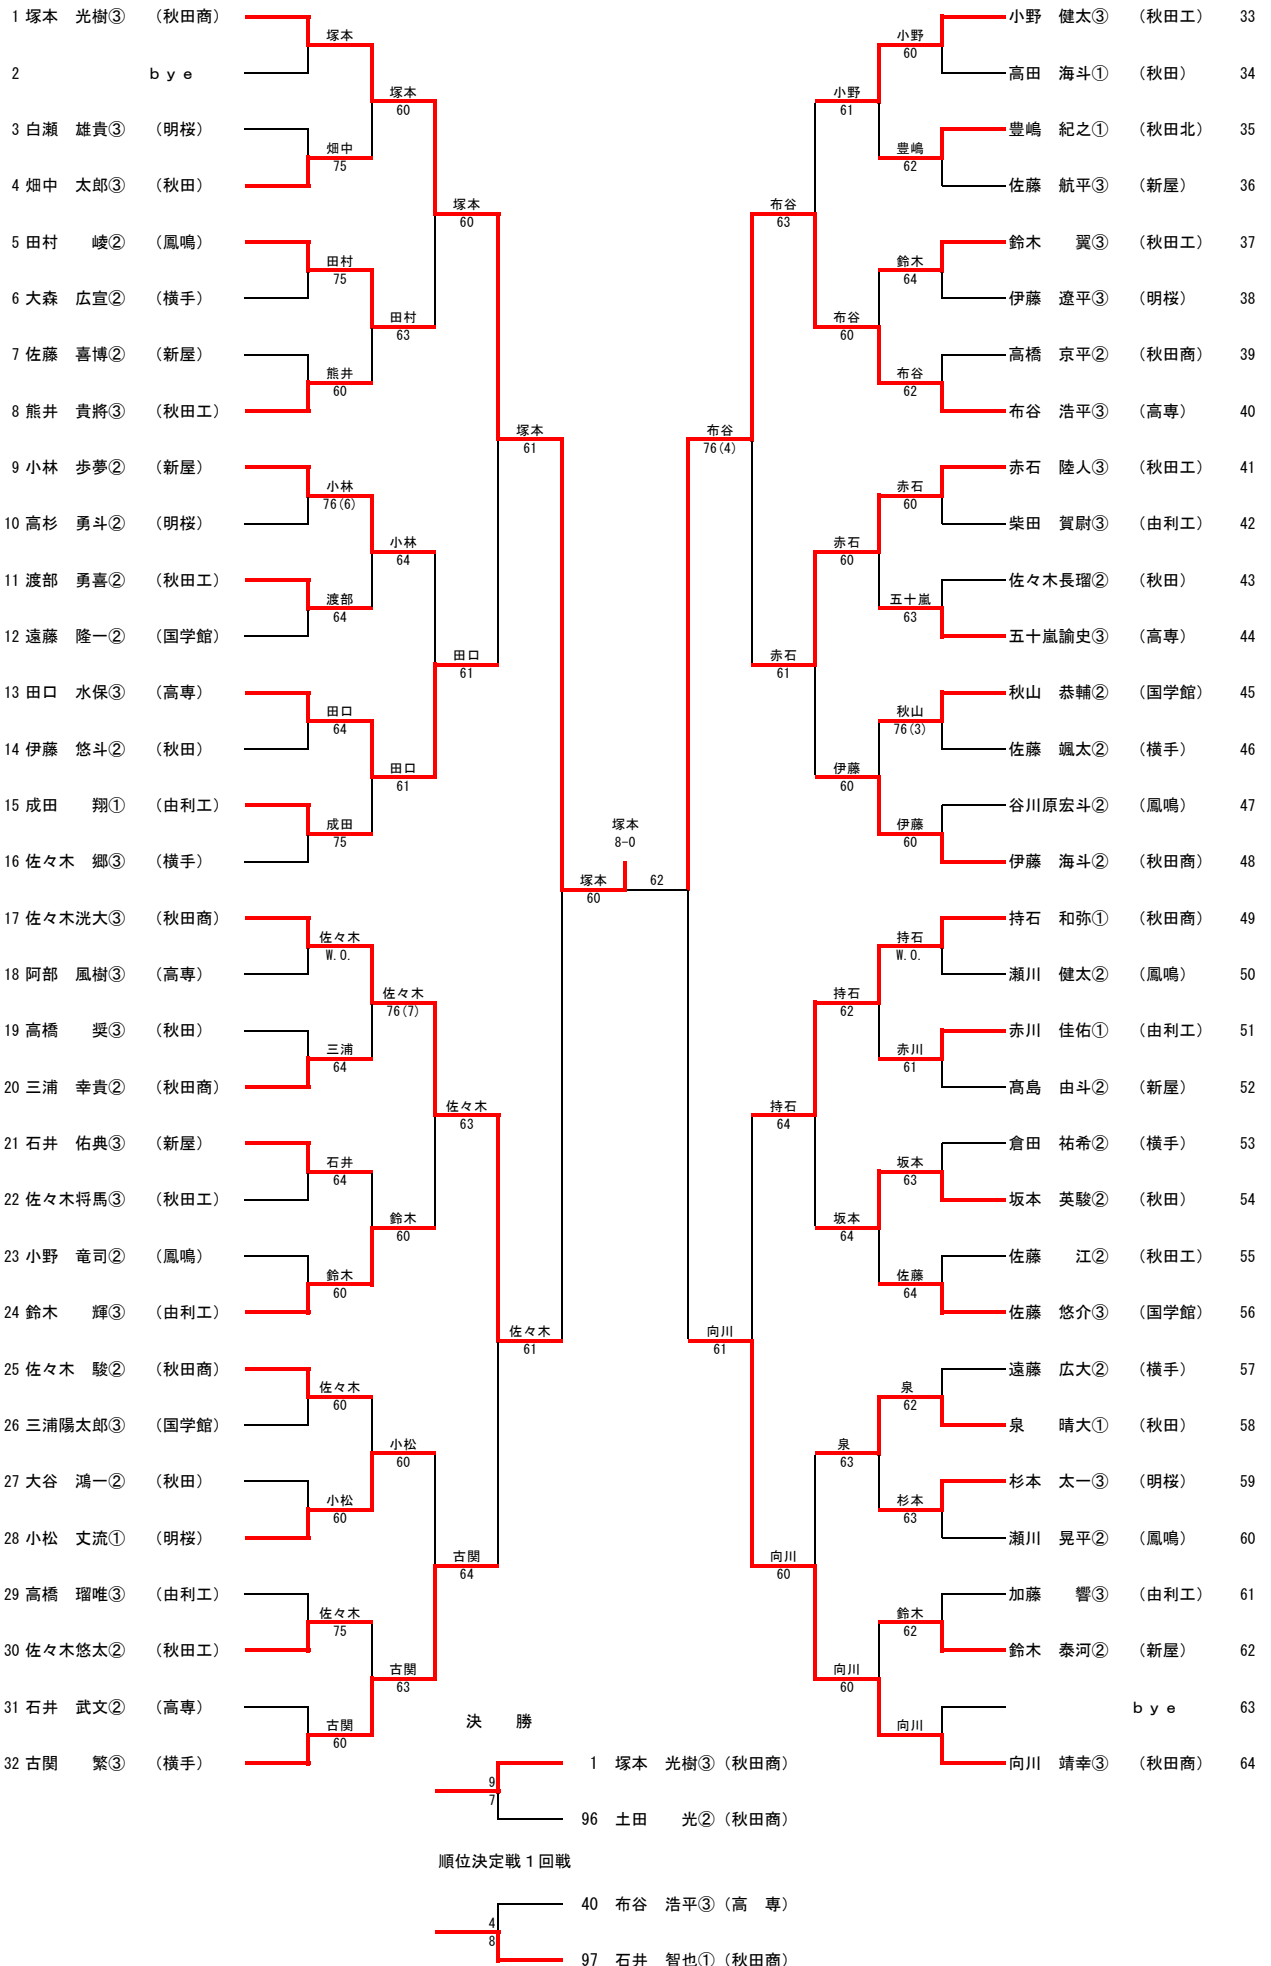 1 塚本　光樹③　（秋田商）
2　bye
3 白瀬　雄貴③　（明桜）
4 畑中　太郎③　（秋田）
5 田村　　崚②　（鳳鳴）
6 大森　広宣②　（横手）
7 佐藤　喜博②　（新屋）
8 熊井　貴將③　（秋田工）
9 小林　歩夢②　（新屋）
10 高杉　勇斗②　（明桜）
11 渡部　勇喜②　（秋田工）
12 遠藤　隆一②　（国学館）
13 田口　水保③　（高専）
14 伊藤　悠斗②　（秋田）
15 成田　　翔①　（由利工）
16 佐々木　郷③　（横手）
17 佐々木洸大③　（秋田商）
18 阿部　風樹③　（高専）
19 高橋　　奨③　（秋田）
20 三浦　幸貴②　（秋田商）
21 石井　佑典③　（新屋）
22 佐々木将馬③　（秋田工）
23 小野　竜司②　（鳳鳴）
24 鈴木　　輝③　（由利工）
25 佐々木　駿②　（秋田商）
26 三浦陽太郎③　（国学館）
27 大谷　鴻一②　（秋田）
28 小松　丈流①　（明桜）
29 高橋　瑠唯③　（由利工）
30 佐々木悠太②　（秋田工）
31 石井　武文②　（高専）
32 古関　　繁③　（横手）
塚本
畑中
75
田村
75
熊井
60
小林
76(6)
渡部
64
田口
64
成田
75
佐々木
W.O.
三浦
64
石井
64
鈴木
60
佐々木
60
小松
60
佐々木
75
古関
60
塚本
60
田村
63
小林
64
田口
61
佐々木
76(7)
鈴木
60
小松
60
古関
63
塚本
60
田口
61
佐々木
63
古関
64
塚本
61
佐々木
61
塚本
60
塚本
8-0
62
布谷
76(4)
向川
61
布谷
63
赤石
61
持石
64
向川
60
小野
61
布谷
60
赤石
60
伊藤
60
持石
62
坂本
64
泉
63
向川
60
小野
60
豊嶋
62
鈴木
64
布谷
62
赤石
60
五十嵐
63
秋山
76(3)
伊藤
60
持石
W.O.
赤川
61
坂本
63
佐藤
64
泉
62
杉本
63
鈴木
62
向川
小野　健太③　（秋田工）　33
高田　海斗①　（秋田）　34
豊嶋　紀之①　（秋田北）　35
佐藤　航平③　（新屋）　36
鈴木　　翼③　（秋田工）　37
伊藤　遼平③　（明桜）　38
高橋　京平②　（秋田商）　39
布谷　浩平③　（高専）　40
赤石　陸人③　（秋田工）　41
柴田　賀尉③　（由利工）　42
佐々木長瑠②　（秋田）　43
五十嵐諭史③　（高専）　44
秋山　恭輔②　（国学館）　45
佐藤　颯太②　（横手）　46
谷川原宏斗②　（鳳鳴）　47
伊藤　海斗②　（秋田商）　48
持石　和弥①　（秋田商）　49
瀬川　健太②　（鳳鳴）　50
赤川　佳佑①　（由利工）　51
髙島　由斗②　（新屋）　52
倉田　祐希②　（横手）　53
坂本　英駿②　（秋田）　54
佐藤　　江②　（秋田工）　55
佐藤　悠介③　（国学館）　56
遠藤　広大②　（横手）　57
泉　　晴大①　（秋田）　58
杉本　太一③　（明桜）　59
瀬川　晃平②　（鳳鳴）　60
加藤　　響③　（由利工）　61
鈴木　泰河②　（新屋）　62
bye　63
向川　靖幸③　（秋田商）　64
決　勝
1　塚本　光樹③（秋田商）
9
7
96　土田　　光②（秋田商）
順位決定戦１回戦
40　布谷　浩平③（高　専）
4
8
97　石井　智也①（秋田商）